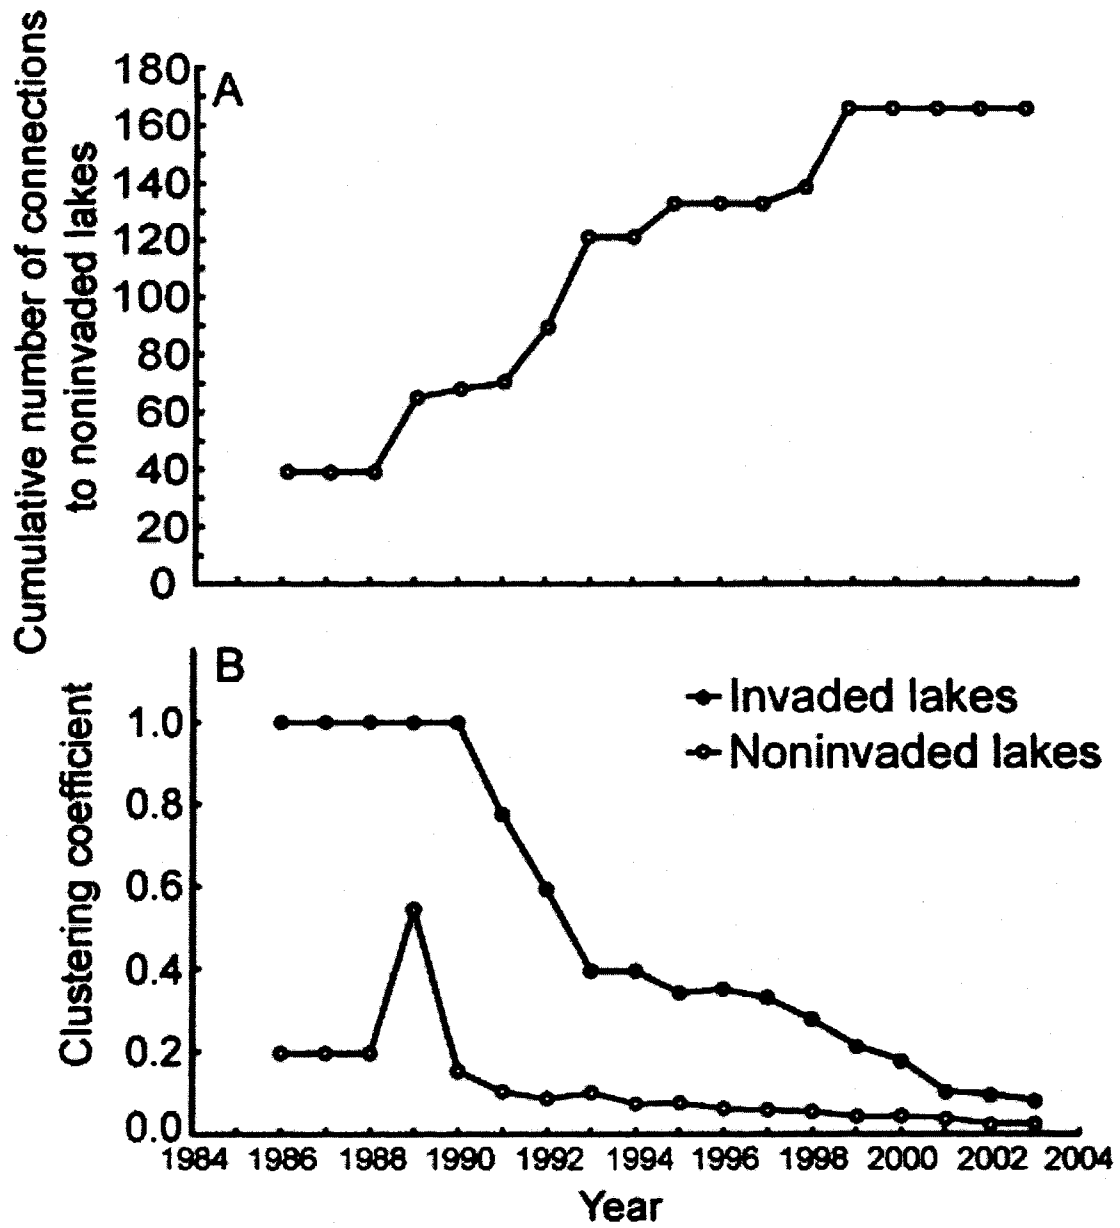 Cumulative number of connections
to noninvaded lakes
A
180
160
140
120
100
80
60
40
20
0
B
Invaded lakes
Noninvaded lakes
Clustering coefficient
1.0
0.8
0.6
0.4
0.2
0.0
1984 1986 1988 1990 1992 1994 1996 1998 2000 2002 2004
Year